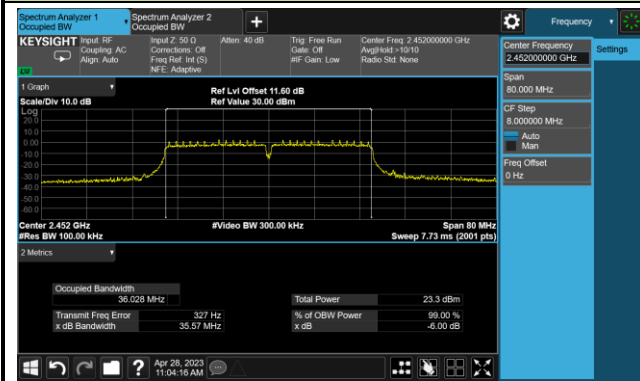 Spectrum Analyzer 1
Occupied BW
Spectrum Analyzer 2
Occupied BW
+
Frequency
KEYSIGHT
Input: RF
Coupling: AC
Align: Auto
Input Z: 50 Ω
Corrections: Off
Freq Ref: Int (S)
NFE: Adaptive
Atten: 40 dB
Trig: Free Run
Gate: Off
#IF Gain: Low
Center Freq: 2.452000000 GHz
Avg|Hold:>10/10
Radio Std: None
Center Frequency
2.452000000 GHz
Settings
Span
80.000 MHz
CF Step
8.000000 MHz
Auto
Man
Freq Offset
0 Hz
1 Graph
Scale/Div 10.0 dB
Ref Lvl Offset 11.60 dB
Ref Value 30.00 dBm
Log
20.0
10.0
0.00
-10.0
-20.0
-30.0
-40.0
-50.0
-60.0
Center 2.452 GHz
#Res BW 100.00 kHz
#Video BW 300.00 kHz
Span 80 MHz
Sweep 7.73 ms (2001 pts)
2 Metrics
Occupied Bandwidth
36.028 MHz
Total Power 23.3 dBm
Transmit Freq Error 327 Hz
% of OBW Power 99.00 %
x dB Bandwidth 35.57 MHz
x dB -6.00 dB
?
Apr 28, 2023
11:04:16 AM